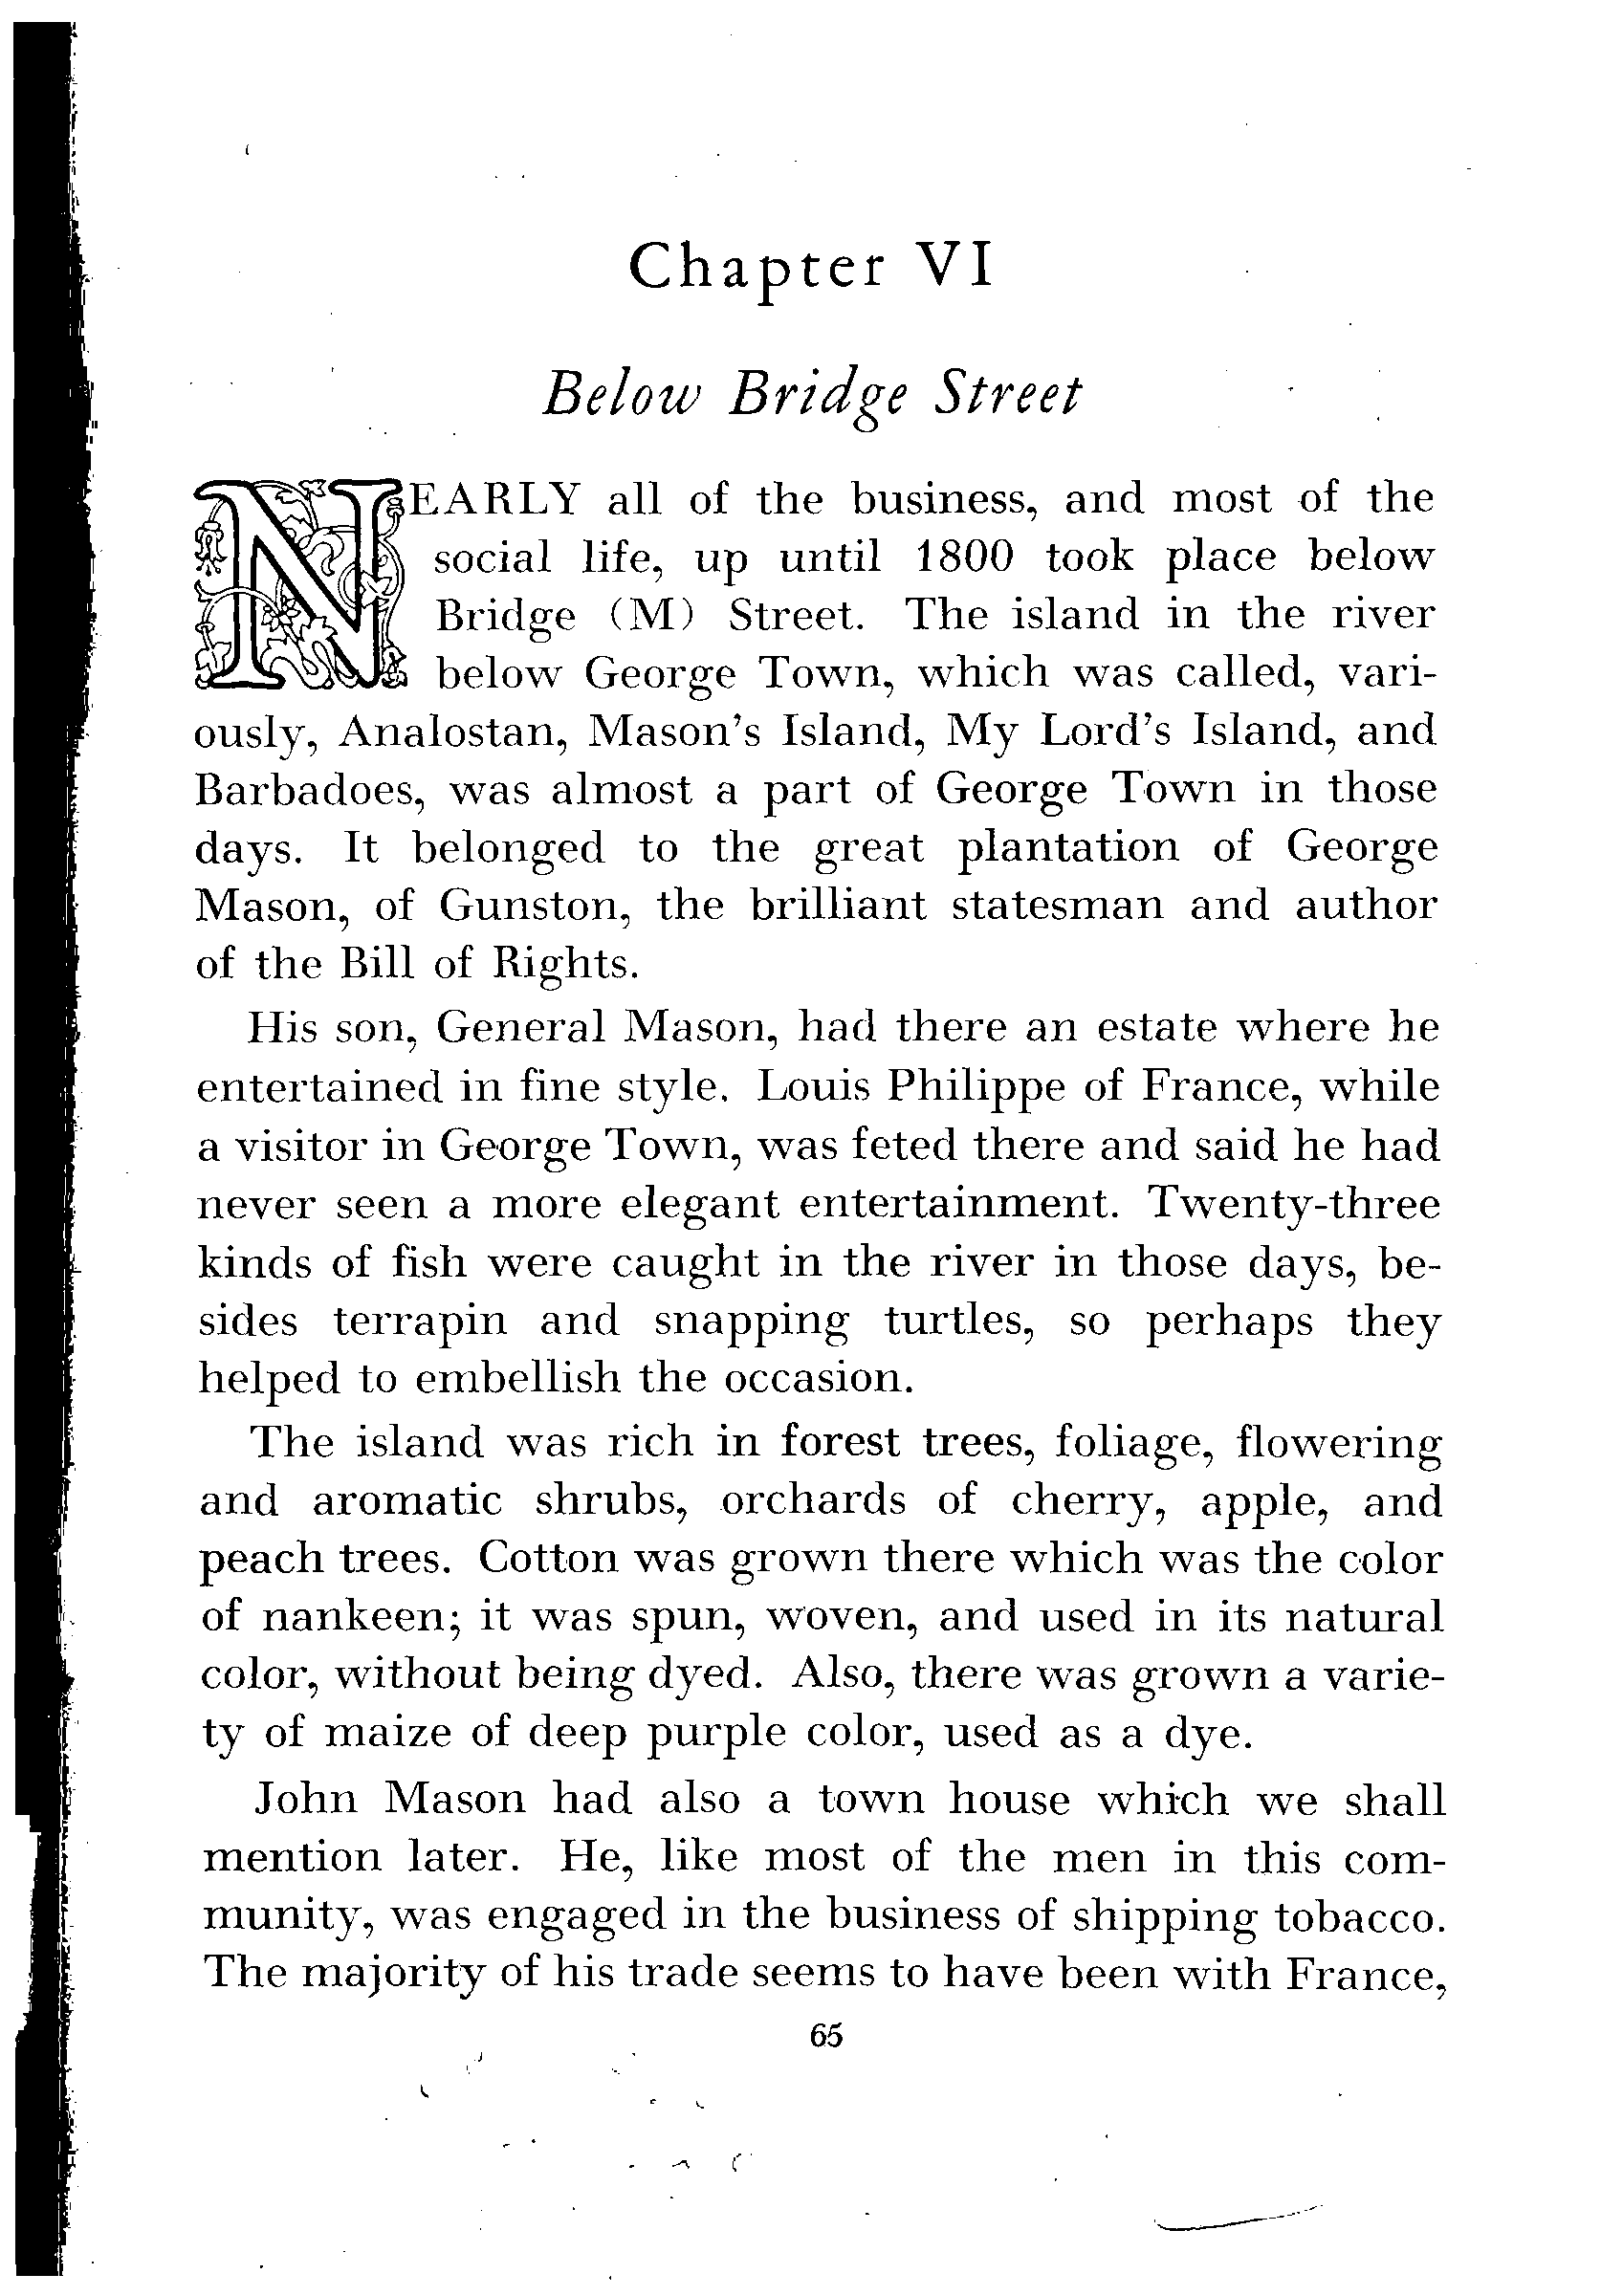 Chapter VI
Below Bridge Street
NEARLY all of the business, and most of the
social life, up until 1800 took place below
Bridge (M) Street. The island in the river
below George Town, which was called, vari-
ously, Analostan, Mason's Island, My Lord's Island, and
Barbadoes, was almost a part of George Town in those
days. It belonged to the great plantation of George
Mason, of Gunston, the brilliant statesman and author
of the Bill of Rights.
His son, General Mason, had there an estate where he
entertained in fine style. Louis Philippe of France, while
a visitor in George Town, was feted there and said he had
never seen a more elegant entertainment. Twenty-three
kinds of fish were caught in the river in those days, be-
sides terrapin and snapping turtles, so perhaps they
helped to embellish the occasion.
The island was rich in forest trees, foliage, flowering
and aromatic shrubs, orchards of cherry, apple, and
peach trees. Cotton was grown there which was the color
of nankeen; it was spun, woven, and used in its natural
color, without being dyed. Also, there was grown a varie-
ty of maize of deep purple color, used as a dye.
John Mason had also a town house which we shall
mention later. He, like most of the men in this com-
munity, was engaged in the business of shipping tobacco.
The majority of his trade seems to have been with France,
65